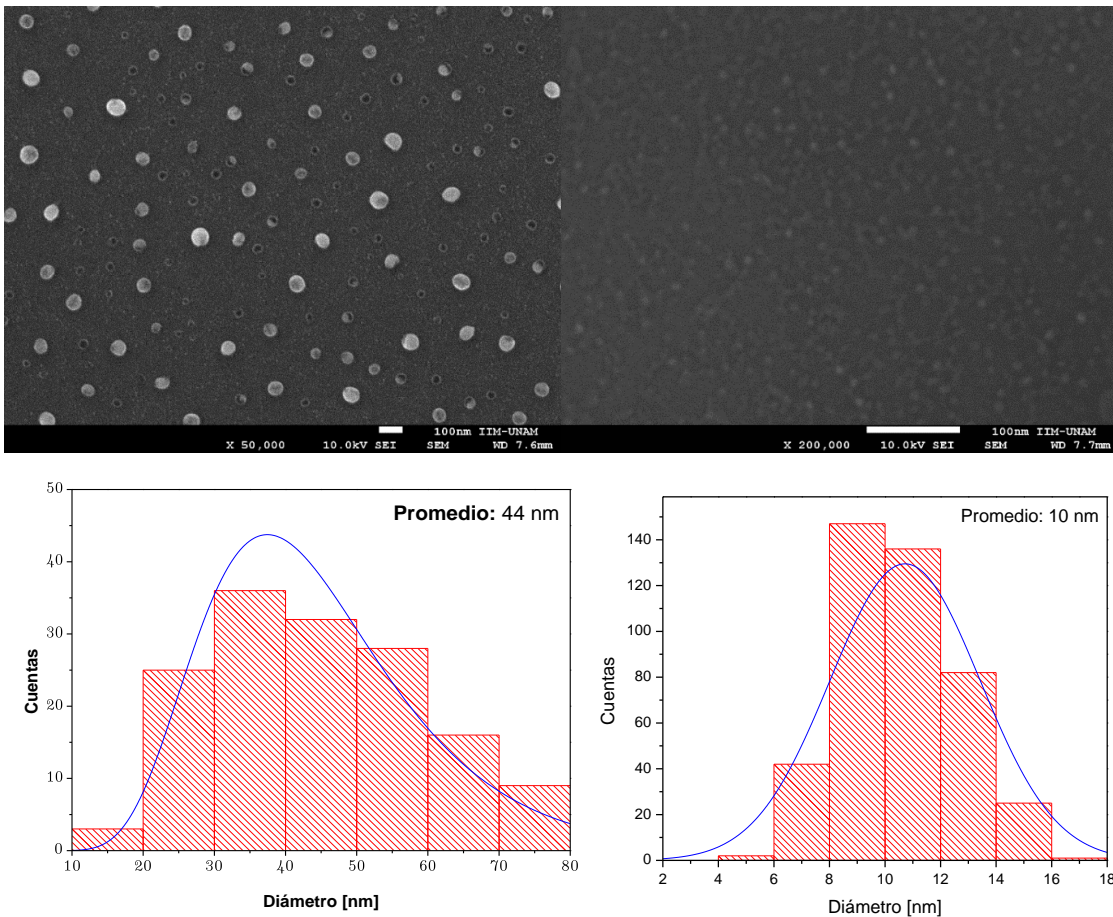 100nm IIM-UNAM
X 50,000 10.0kV SEI SEM WD 7.6mm
100nm IIM-UNAM
X 200,000 10.0kV SEI SEM WD 7.7mm
Promedio: 44 nm
50
40
30
20
10
0
Cuentas
10 20 30 40 50 60 70 80
Diámetro [nm]
Promedio: 10 nm
140
120
100
80
60
40
20
0
Cuentas
2 4 6 8 10 12 14 16 18
Diámetro [nm]